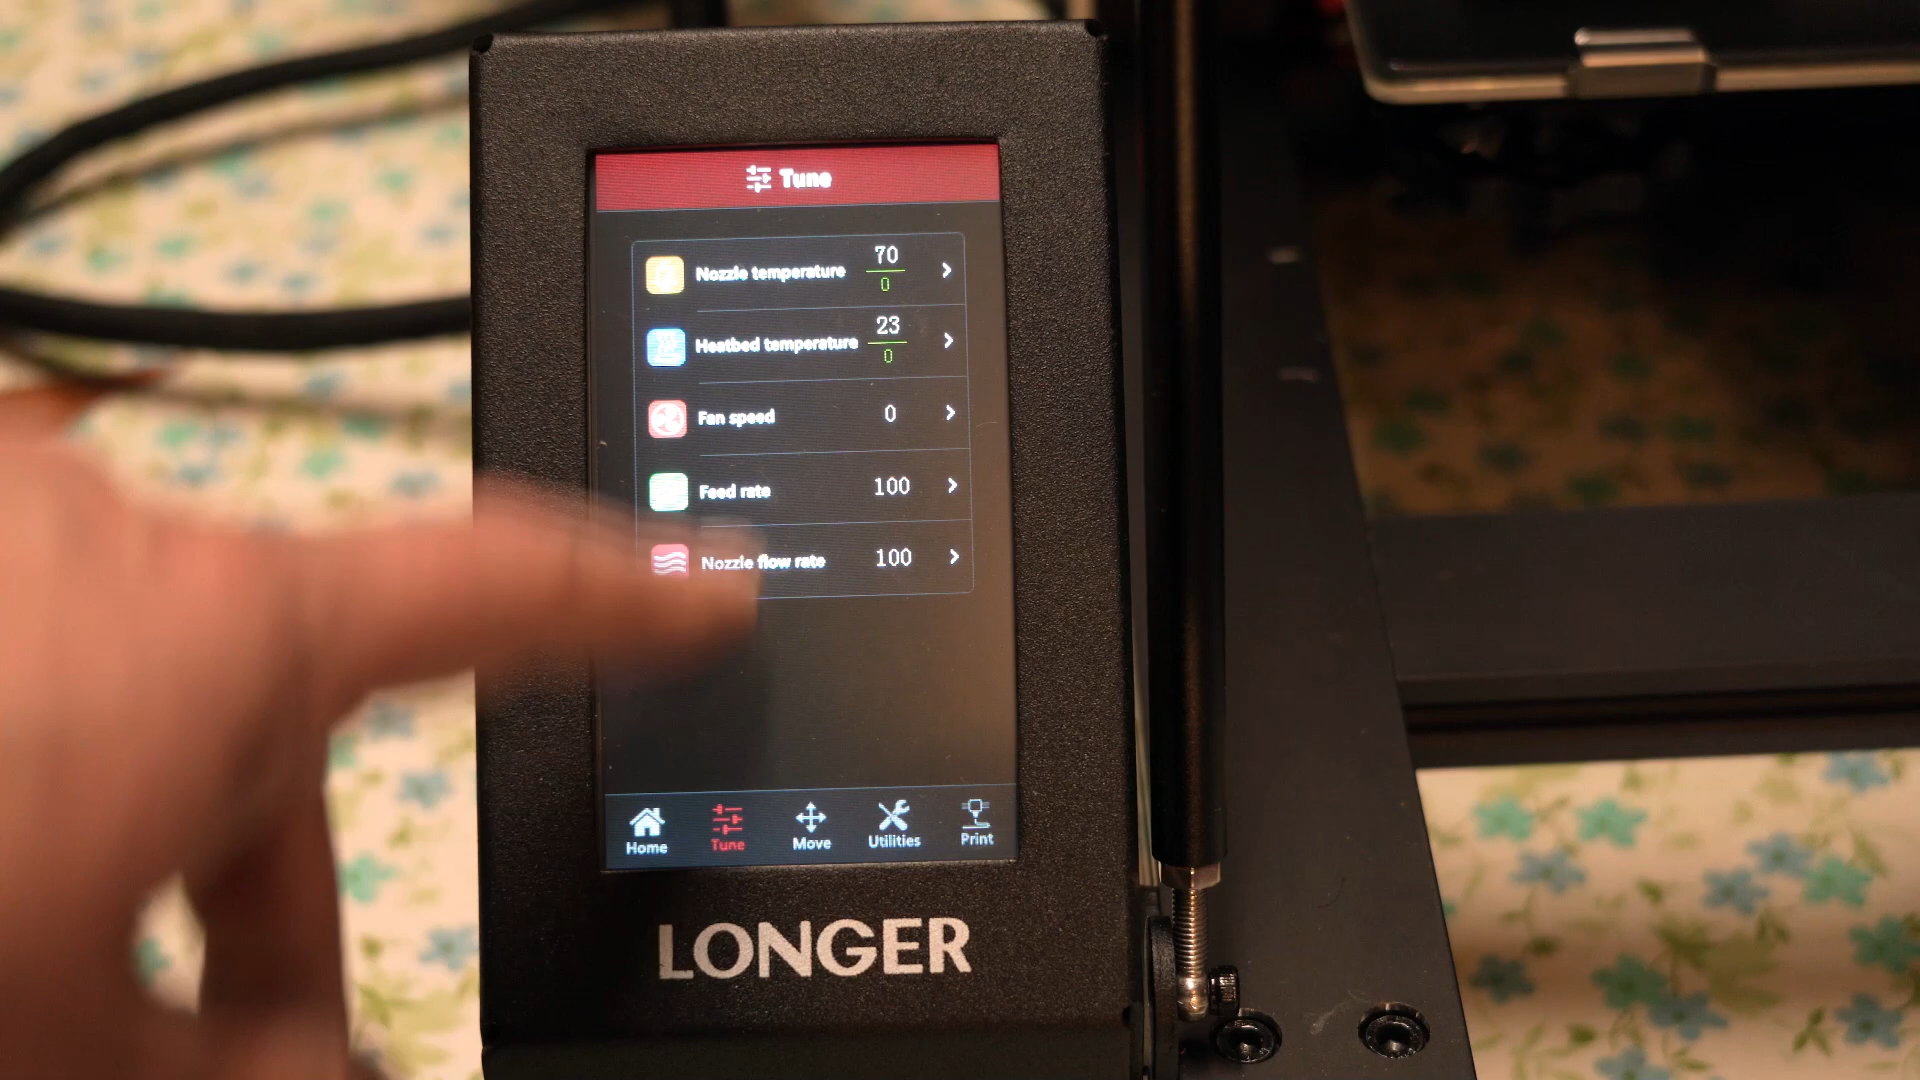 Tune
Nozzle temperature 70
0
Heatbed temperature 23
0
Fan speed 0
Feed rate 100
Nozzle flow rate 100
Home Tune Move Utilities Print
LONGER